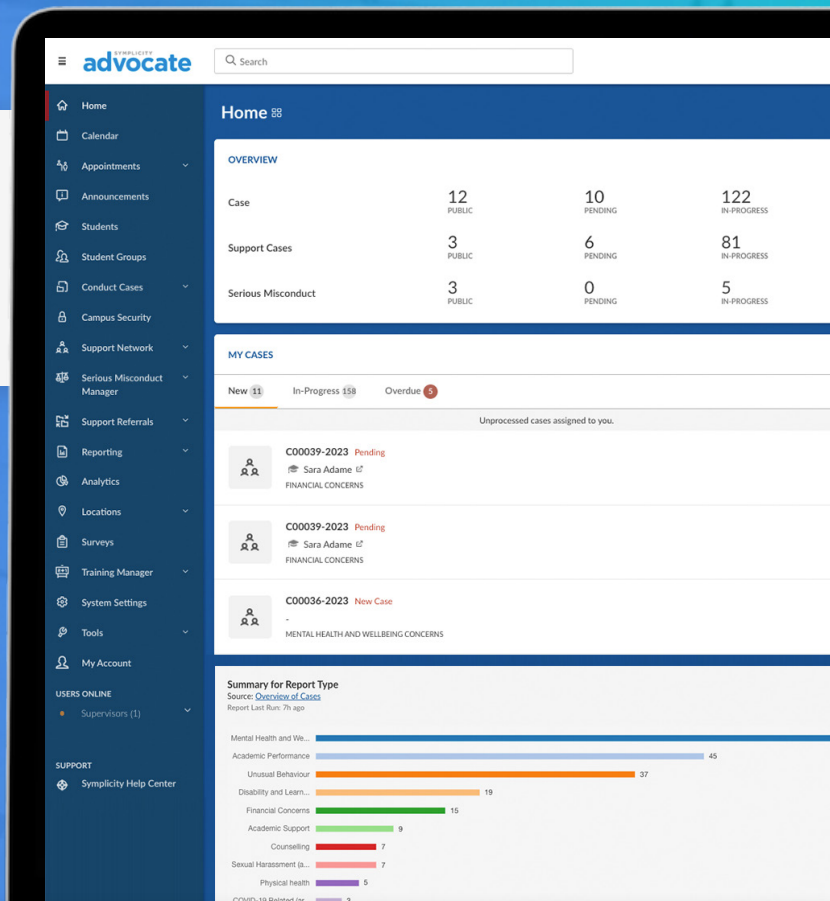 SYMPLICITY
advocate
Search
Home
Calendar
Appointments
Announcements
Students
Student Groups
Conduct Cases
Campus Security
Support Network
Serious Misconduct
Manager
Support Referrals
Reporting
Analytics
Locations
Surveys
Training Manager
System Settings
Tools
My Account
USERS ONLINE
Supervisors (1)
SUPPORT
Symplicity Help Center
Home
OVERVIEW
Case 12 10 122
PUBLIC PENDING IN-PROGRESS
Support Cases 3 6 81
PUBLIC PENDING IN-PROGRESS
Serious Misconduct 3 0 5
PUBLIC PENDING IN-PROGRESS
MY CASES
New 11 In-Progress 158 Overdue 5
Unprocessed cases assigned to you.
C00039-2023 Pending
Sara Adame
FINANCIAL CONCERNS
C00039-2023 Pending
Sara Adame
FINANCIAL CONCERNS
C00036-2023 New Case
-
MENTAL HEALTH AND WELLBEING CONCERNS
Summary for Report Type
Source: Overview of Cases
Report Last Run: 7h ago
Mental Health and We...
Academic Performance 45
Unusual Behaviour 37
Disability and Learn... 19
Financial Concerns 15
Academic Support 9
Counselling 7
Sexual Harassment (a... 7
Physical health 5
COVID-19 Related (ar... 3